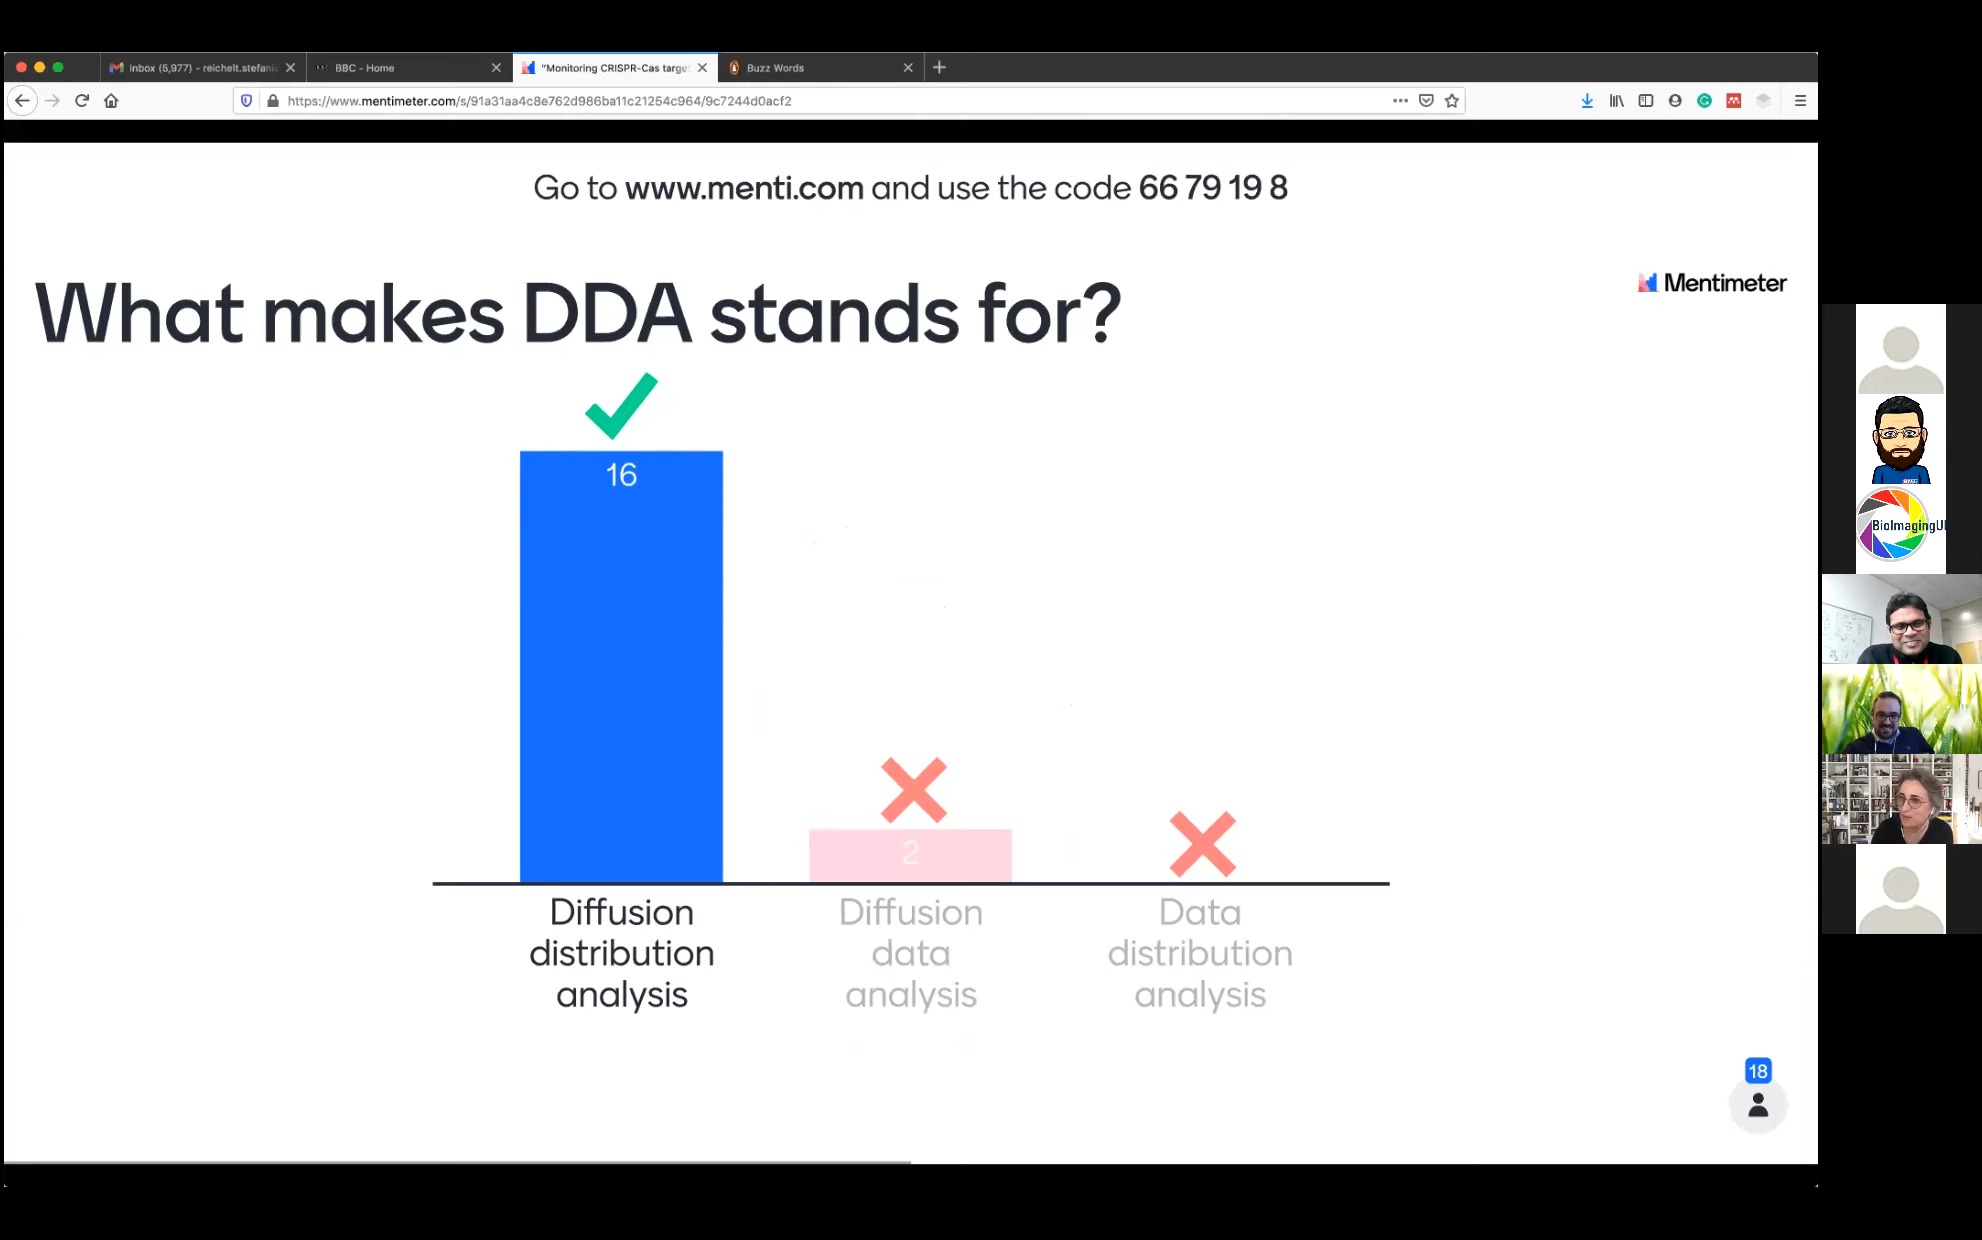 Inbox (5,977) - reichelt.stefani
BBC - Home
"Monitoring CRISPR-Cas targe
Buzz Words
https://www.mentimeter.com/s/91a31aa4c8e762d986ba11c21254c964/9c7244d0acf2
Go to www.menti.com and use the code 66 79 19 8
Mentimeter
What makes DDA stands for?
16
2
Diffusion
distribution
analysis
Diffusion
data
analysis
Data
distribution
analysis
18
BioImagingU